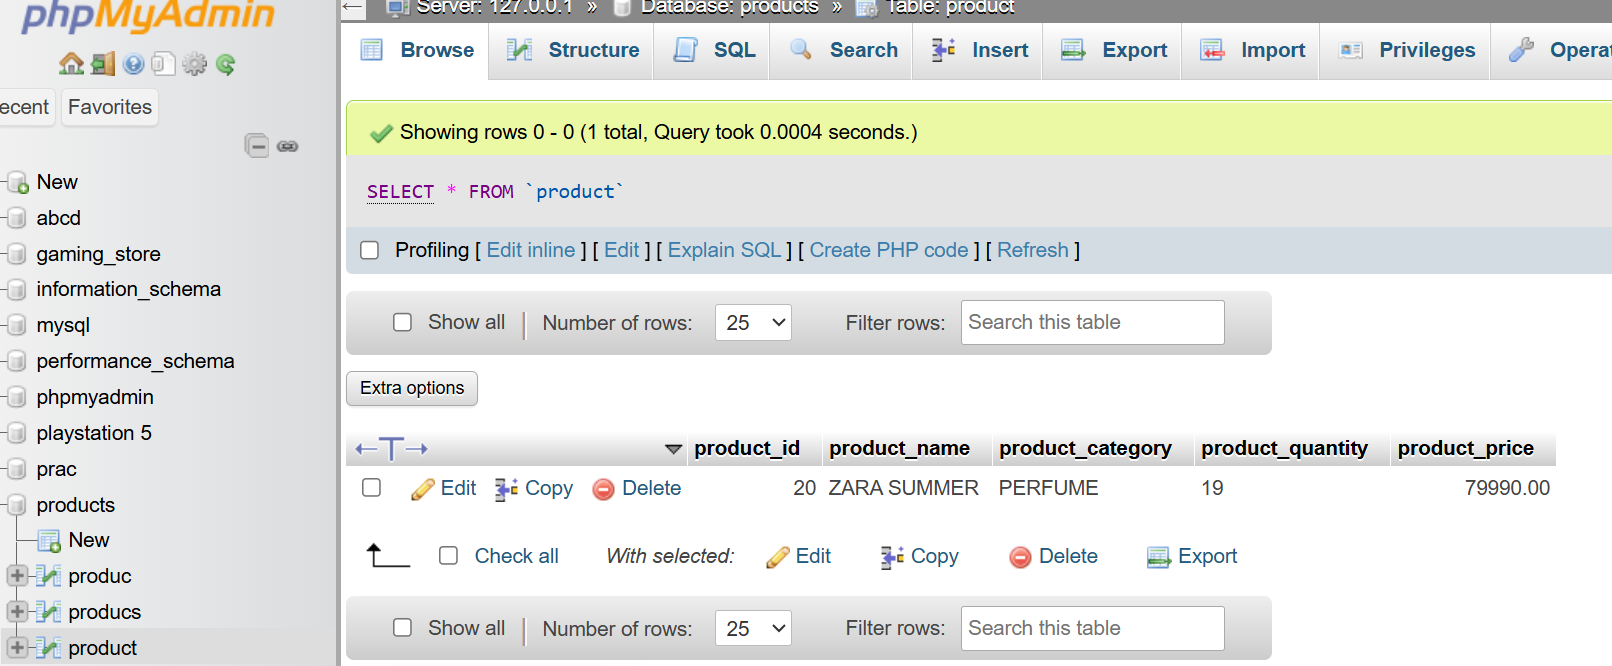 phpMyAdmin
ecent Favorites
New
abcd
gaming_store
information_schema
mysql
performance_schema
phpmyadmin
playstation 5
prac
products
New
produc
producs
product
Server: 127.0.0.1 » Database: products » Table: product
Browse Structure SQL Search Insert Export Import Privileges Operat
Showing rows 0 - 0 (1 total, Query took 0.0004 seconds.)
SELECT * FROM `product`
Profiling [ Edit inline ] [ Edit ] [ Explain SQL ] [ Create PHP code ] [ Refresh ]
Show all Number of rows: 25 Filter rows: Search this table
Extra options
product_id product_name product_category product_quantity product_price
Edit Copy Delete 20 ZARA SUMMER PERFUME 19 79990.00
Check all With selected: Edit Copy Delete Export
Show all Number of rows: 25 Filter rows: Search this table